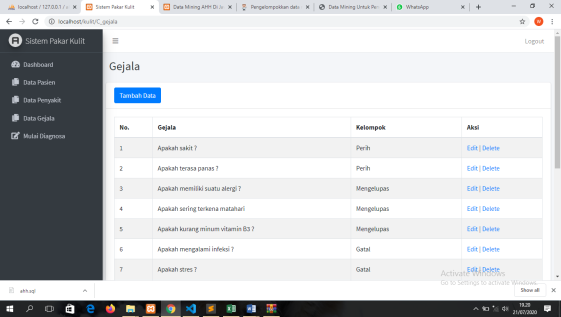 localhost / 127.0.0.1 / a
Sistem Pakar Kulit
Data Mining AHH Di Ja
Pengelompokkan data
Data Mining Untuk Pe
WhatsApp
localhost/kulit/C_gejala
Sistem Pakar Kulit
Logout
Dashboard
Data Pasien
Data Penyakit
Data Gejala
Mulai Diagnosa
Gejala
Tambah Data
No. Gejala Kelompok Aksi
1 Apakah sakit ? Perih Edit | Delete
2 Apakah terasa panas ? Perih Edit | Delete
3 Apakah memiliki suatu alergi ? Mengelupas Edit | Delete
4 Apakah sering terkena matahari Mengelupas Edit | Delete
5 Apakah kurang minum vitamin B3 ? Mengelupas Edit | Delete
6 Apakah mengalami infeksi ? Gatal Edit | Delete
7 Apakah stres ? Gatal Edit | Delete
Activate Windows
Go to Settings to activate Windows.
ahh.sql
Show all
19.20
21/07/2020